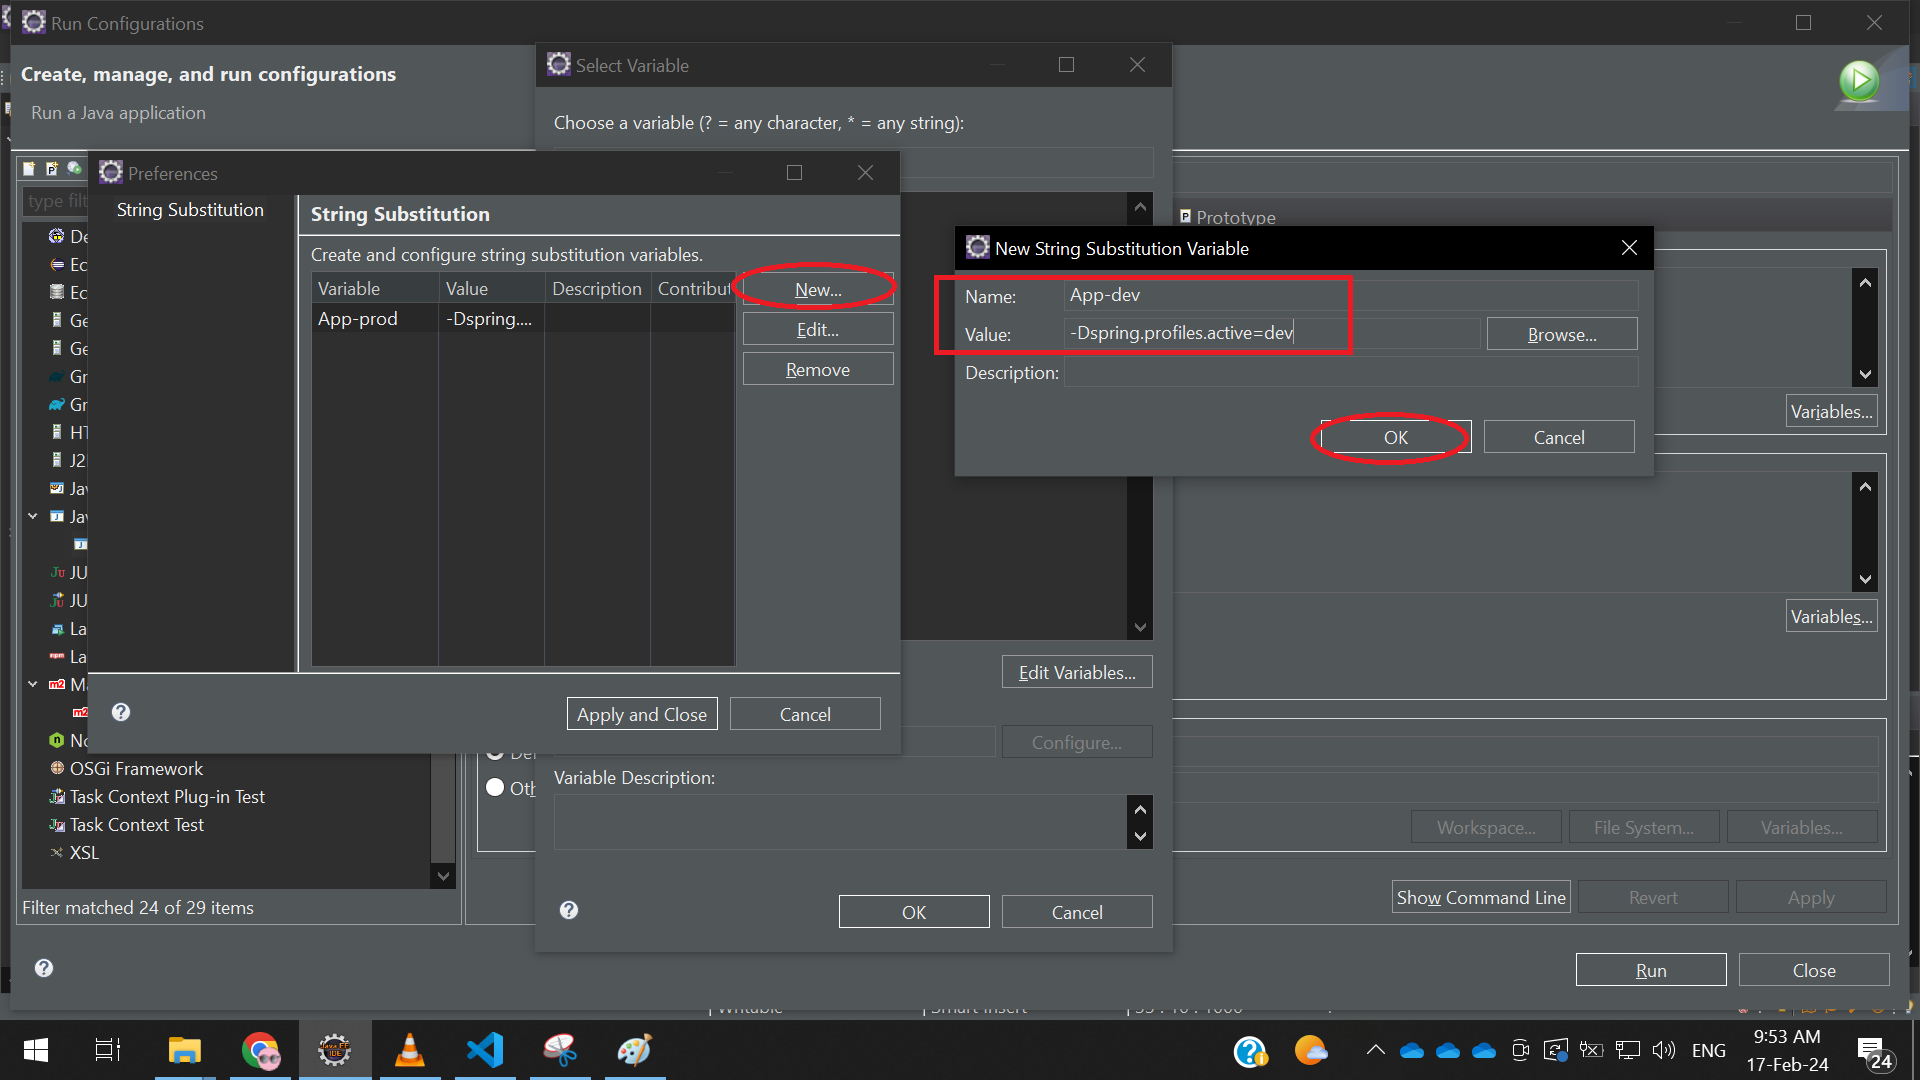 Run Configurations
Create, manage, and run configurations
Run a Java application
Select Variable
Choose a variable (? = any character, * = any string):
Preferences
String Substitution
String Substitution
Create and configure string substitution variables.
Variable Value Description Contribut
App-prod -Dspring....
New...
Edit...
Remove
Apply and Close
Cancel
Prototype
New String Substitution Variable
Name: App-dev
Value: -Dspring.profiles.active=dev
Browse...
Description:
OK
Cancel
Variables...
Variables...
type filt
De
Ec
Ec
Ge
Ge
Gr
Gr
HT
J2
Jav
Jav
JU
JU
La
La
Ma
No
OSGi Framework
Task Context Plug-in Test
Task Context Test
XSL
Filter matched 24 of 29 items
Oth
Edit Variables...
Configure...
Variable Description:
OK
Cancel
Workspace...
File System...
Variables...
Show Command Line
Revert
Apply
Run
Close
Java EE
IDE
ENG
9:53 AM
17-Feb-24
24